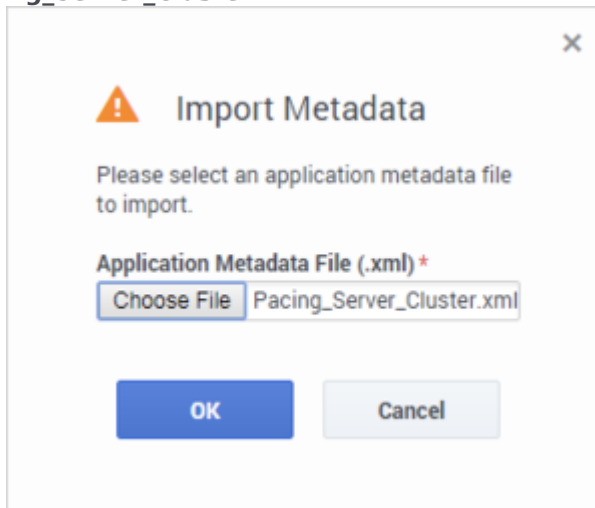 ×
Import Metadata
Please select an application metadata file
to import.
Application Metadata File (.xml) *
Choose File Pacing_Server_Cluster.xml
OK Cancel